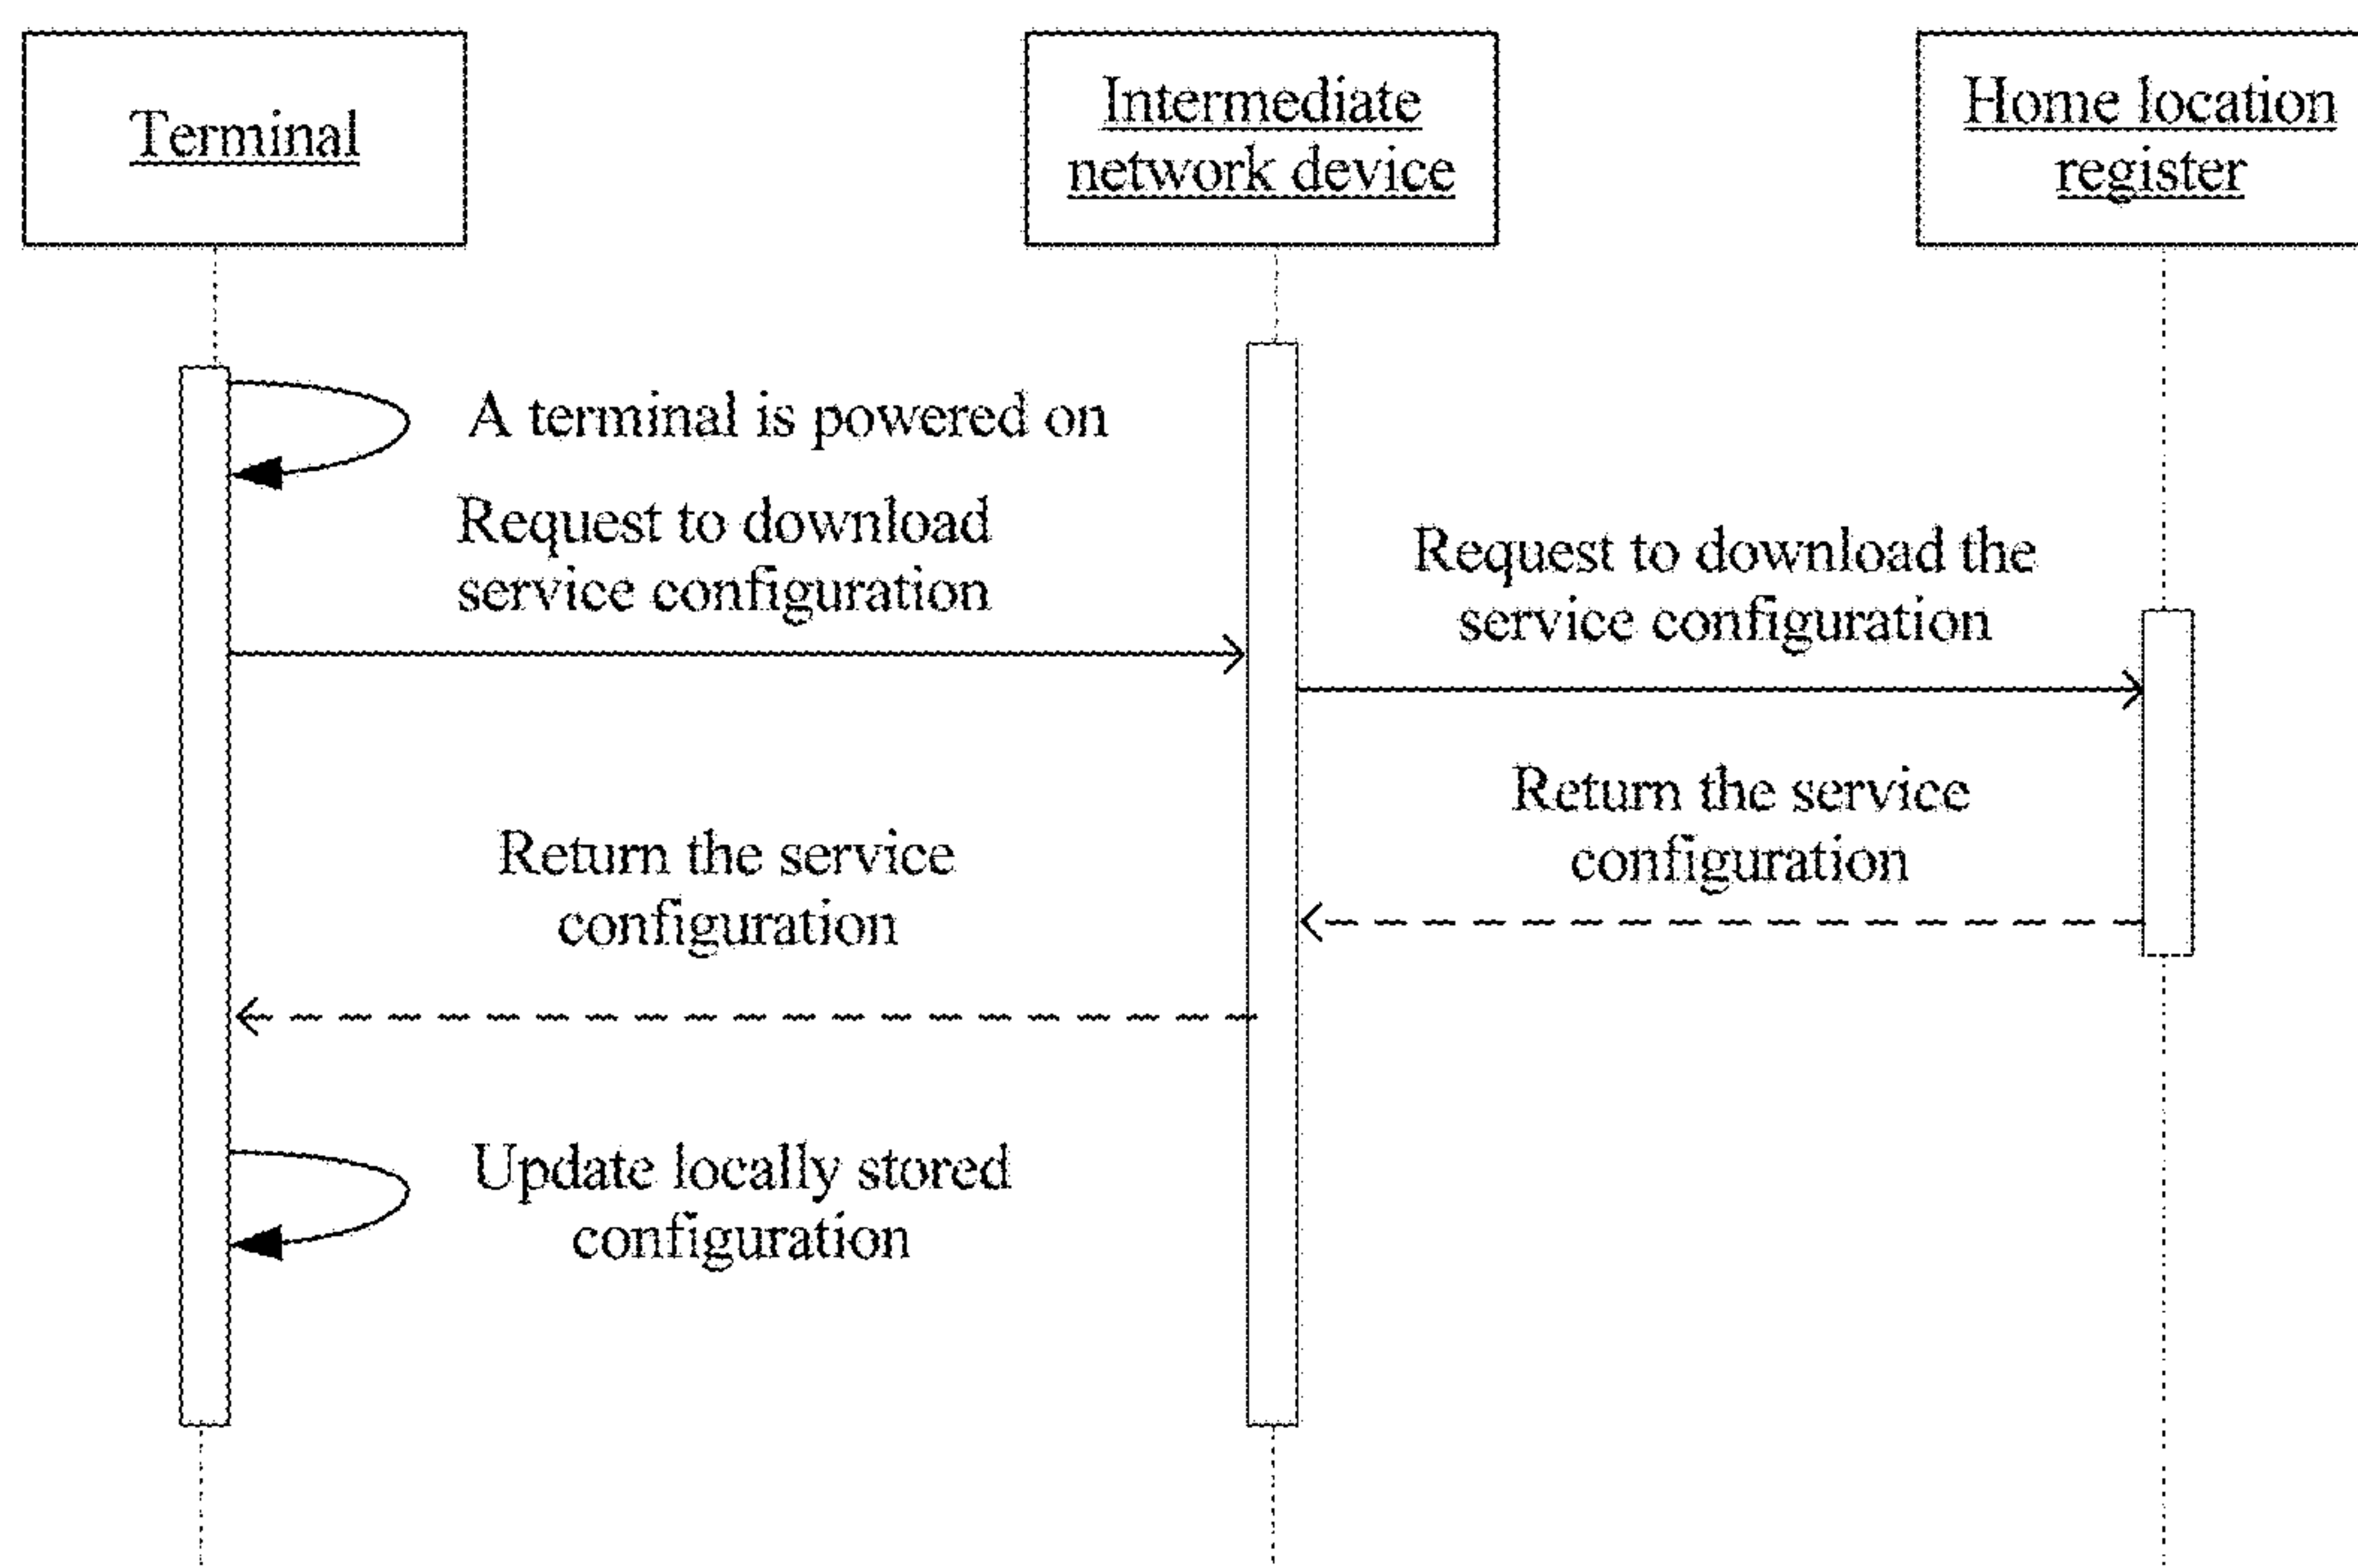 Terminal
Intermediate
network device
Home location
register
A terminal is powered on
Request to download
service configuration
Request to download the
service configuration
Return the service
configuration
Return the service
configuration
Update locally stored
configuration